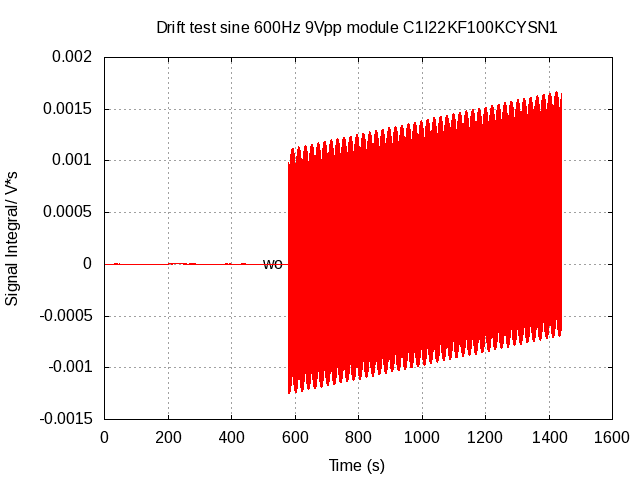 Drift test sine 600Hz 9Vpp module C1I22KF100KCYSN1
0.002
0.0015
0.001
0.0005
0
-0.0005
-0.001
-0.0015
Signal Integral/ V*s
wo
0 200 400 600 800 1000 1200 1400 1600
Time (s)